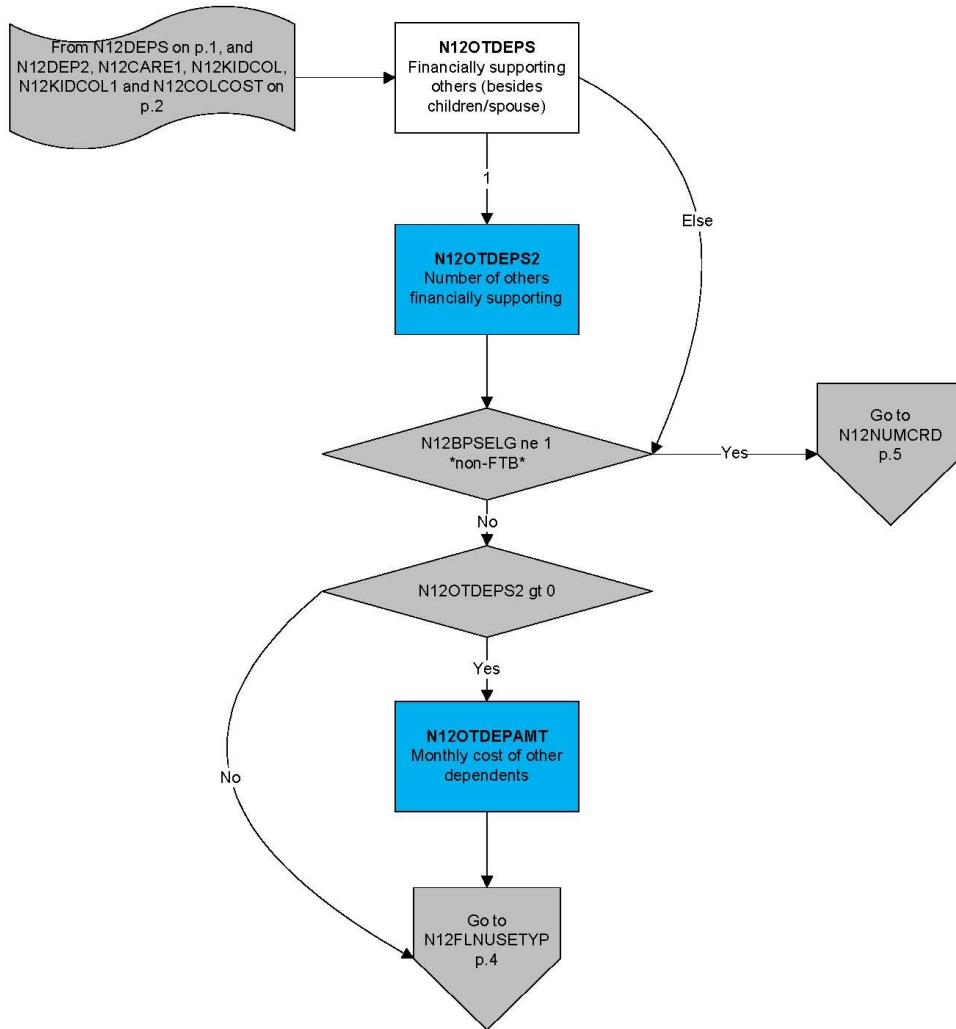 From N12DEPS on p.1, and
N12DEP2, N12CARE1, N12KIDCOL,
N12KIDCOL1 and N12COLCOST on
p.2
N12OTDEPS
Financially supporting
others (besides
children/spouse)
1
Else
N12OTDEPS2
Number of others
financially supporting
N12BPSELG ne 1
*non-FTB*
Yes
Go to
N12NUMCRD
p.5
No
N12OTDEPS2 gt 0
Yes
No
N12OTDEPAMT
Monthly cost of other
dependents
Go to
N12FLNUSETYP
p.4